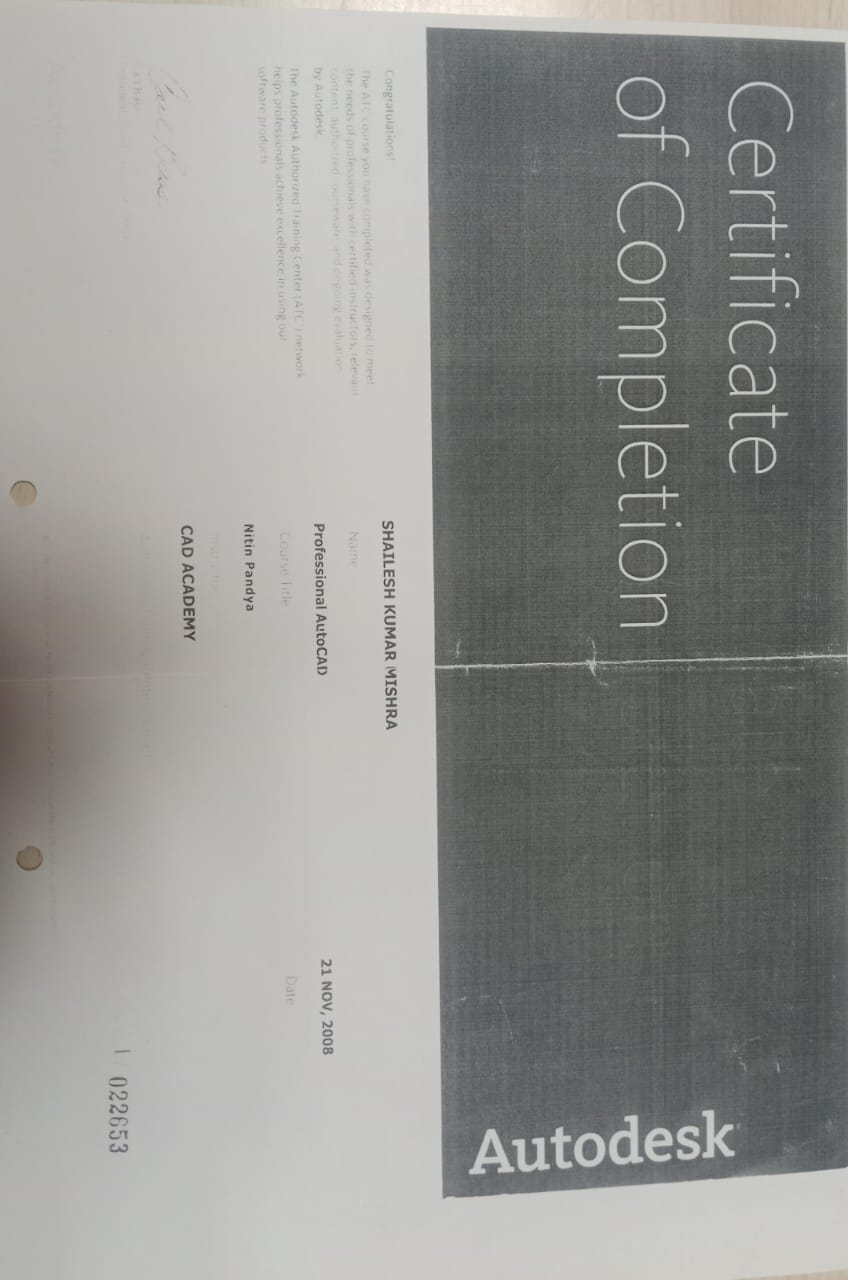 Certificate
of Completion
Autodesk
Congratulations!
The ATC course you have completed was designed to meet
the needs of professionals with certified instructors, relevant
content, authorized courseware, and ongoing evaluation
by Autodesk.
The Autodesk Authorized Training Center (ATC) network
helps professionals achieve excellence in using our
software products
SHAILESH KUMAR MISHRA
Name
Professional AutoCAD
Course Title
21 NOV, 2008
Date
Nitin Pandya
Instructor
CAD ACADEMY
1 022653